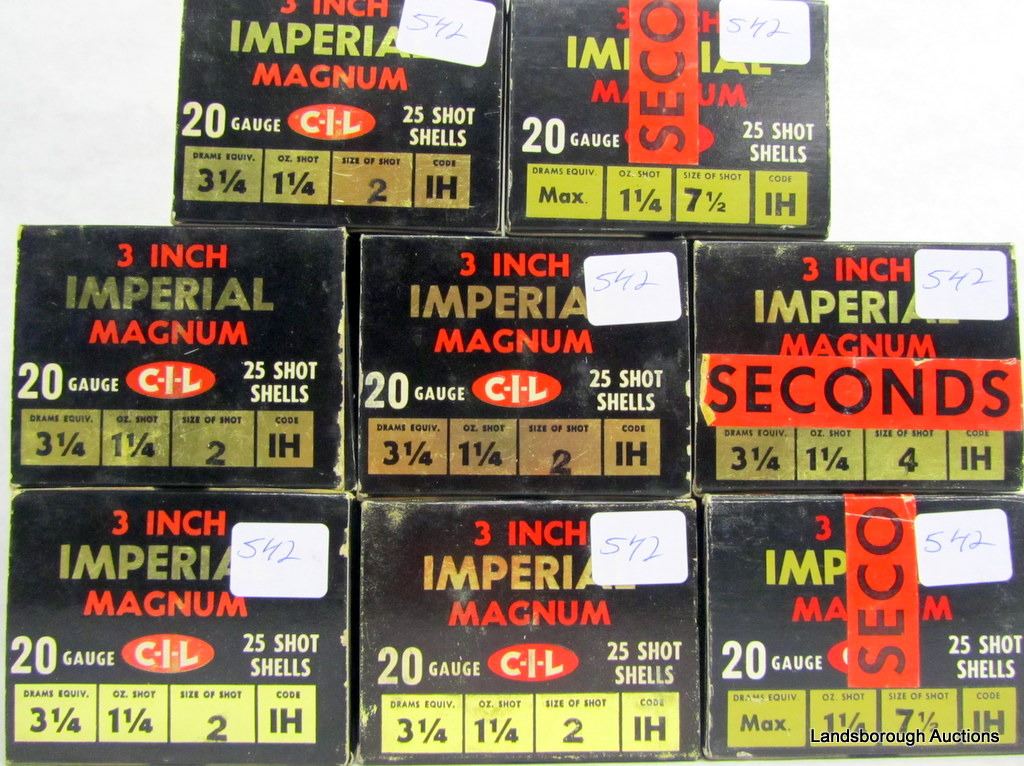 3 INCH
IMPERIA
MAGNUM
20 GAUGE C-I-L 25 SHOT
SHELLS
DRAMS EQUIV. OZ. SHOT SIZE OF SHOT CODE
3¼ 1¼ 2 IH
542
3 CH
IM IAL
M UM
SECO
20 GAUGE 25 SHOT
SHELLS
DRAMS EQUIV. OZ. SHOT SIZE OF SHOT CODE
Max. 1¼ 7½ IH
542
3 INCH
IMPERIAL
MAGNUM
20 GAUGE C-I-L 25 SHOT
SHELLS
DRAMS EQUIV. OZ. SHOT SIZE OF SHOT CODE
3¼ 1¼ 2 IH
3 INCH
IMPERIA
MAGNUM
20 GAUGE C-I-L 25 SHOT
SHELLS
DRAMS EQUIV. OZ. SHOT SIZE OF SHOT CODE
3¼ 1¼ 2 IH
542
3 INCH
IMPERIAL
MAGNUM
SECONDS
DRAMS EQUIV. OZ. SHOT SIZE OF SHOT CODE
3¼ 1¼ 4 IH
542
3 INCH
IMPERIA
MAGNUM
20 GAUGE C-I-L 25 SHOT
SHELLS
DRAMS EQUIV. OZ. SHOT SIZE OF SHOT CODE
3¼ 1¼ 2 IH
542
3 INCH
IMPERIAL
MAGNUM
20 GAUGE C-I-L 25 SHOT
SHELLS
DRAMS EQUIV. OZ. SHOT SIZE OF SHOT CODE
3¼ 1¼ 2 IH
542
3
IMP
MA M
SECO
20 GAUGE 25 SHOT
SHELLS
DRAMS EQUIV. OZ. SHOT SIZE OF SHOT CODE
Max. 1¼ 7½ IH
542
Landsborough Auctions